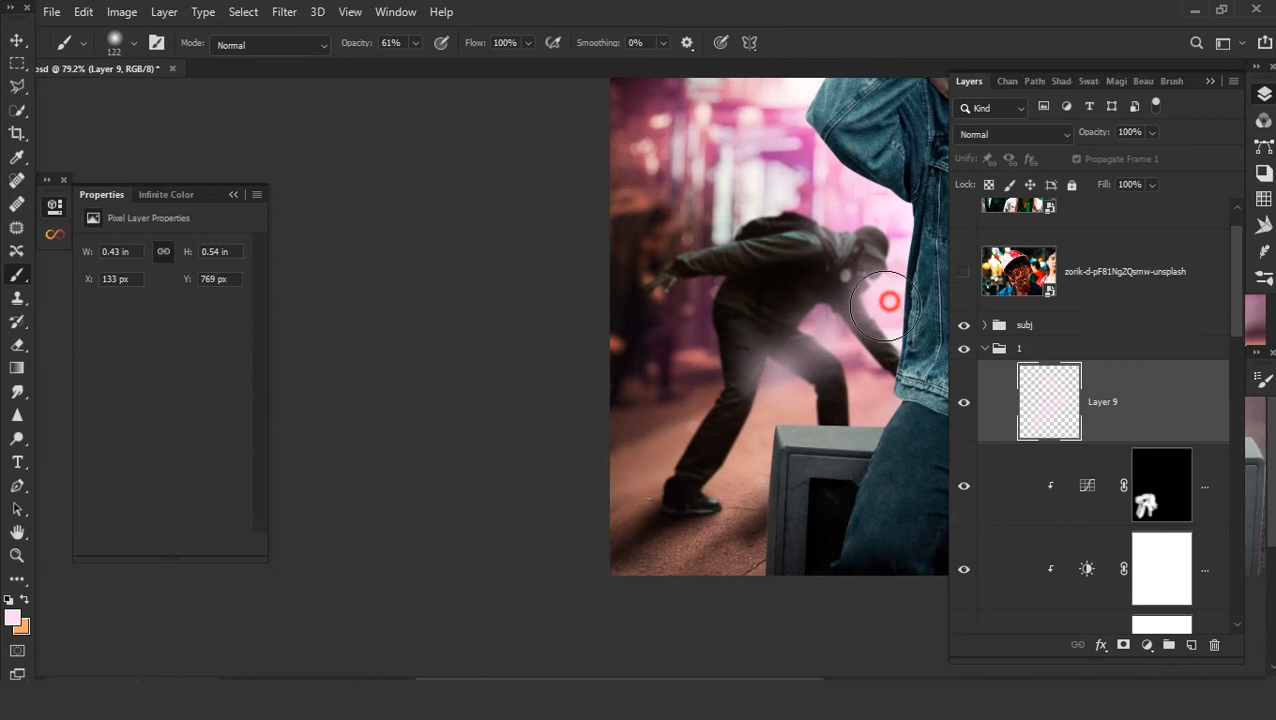 File Edit Image Layer Type Select Filter 3D View Window Help
122 Mode: Normal Opacity: 61% Flow: 100% Smoothing: 0%
psd @ 79.2% (Layer 9, RGB/8) *
Layers Chan Paths Shad Swat Magi Beau Brush
Kind
Normal Opacity: 100%
Unify: Propagate Frame 1
Lock: Fill: 100%
Properties Infinite Color
Pixel Layer Properties
W: 0.43 in H: 0.54 in
X: 133 px Y: 769 px
zorik-d-pF81NgZQsmw-unsplash
subj
1
Layer 9
...
...